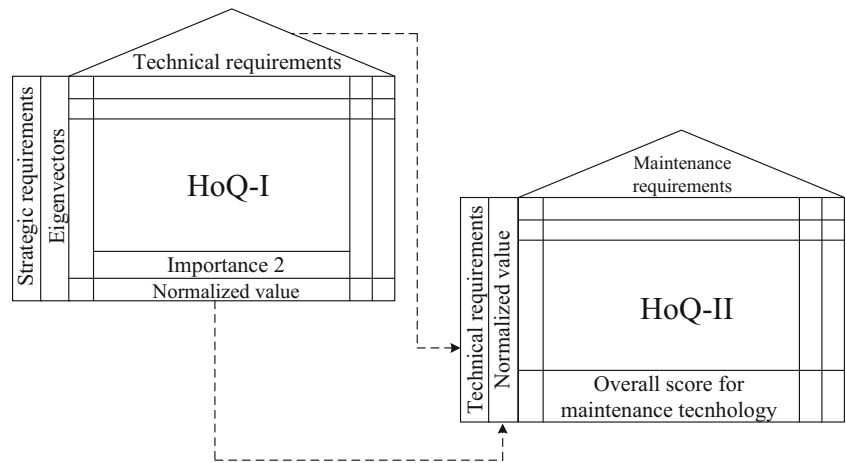 Technical requirements
Strategic requirements
Eigenvectors
HoQ-I
Importance 2
Normalized value
Maintenance
requirements
Technical requirements
Normalized value
HoQ-II
Overall score for
maintenance tecnhology